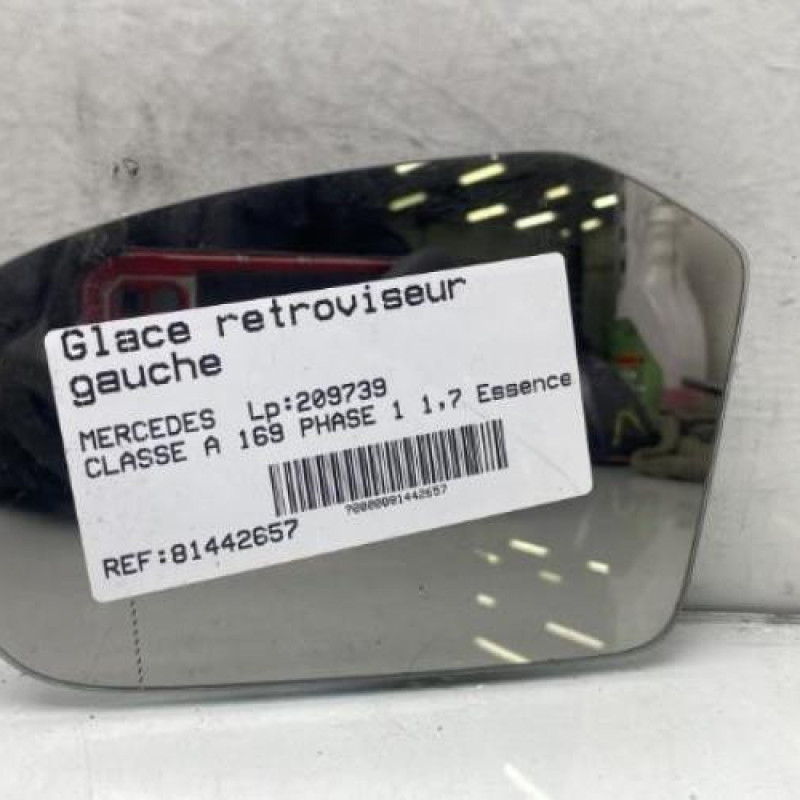 Glace retroviseur
gauche
MERCEDES Lp:209739
CLASSE A 169 PHASE 1 1,7 Essence
70000081442657
REF:81442657